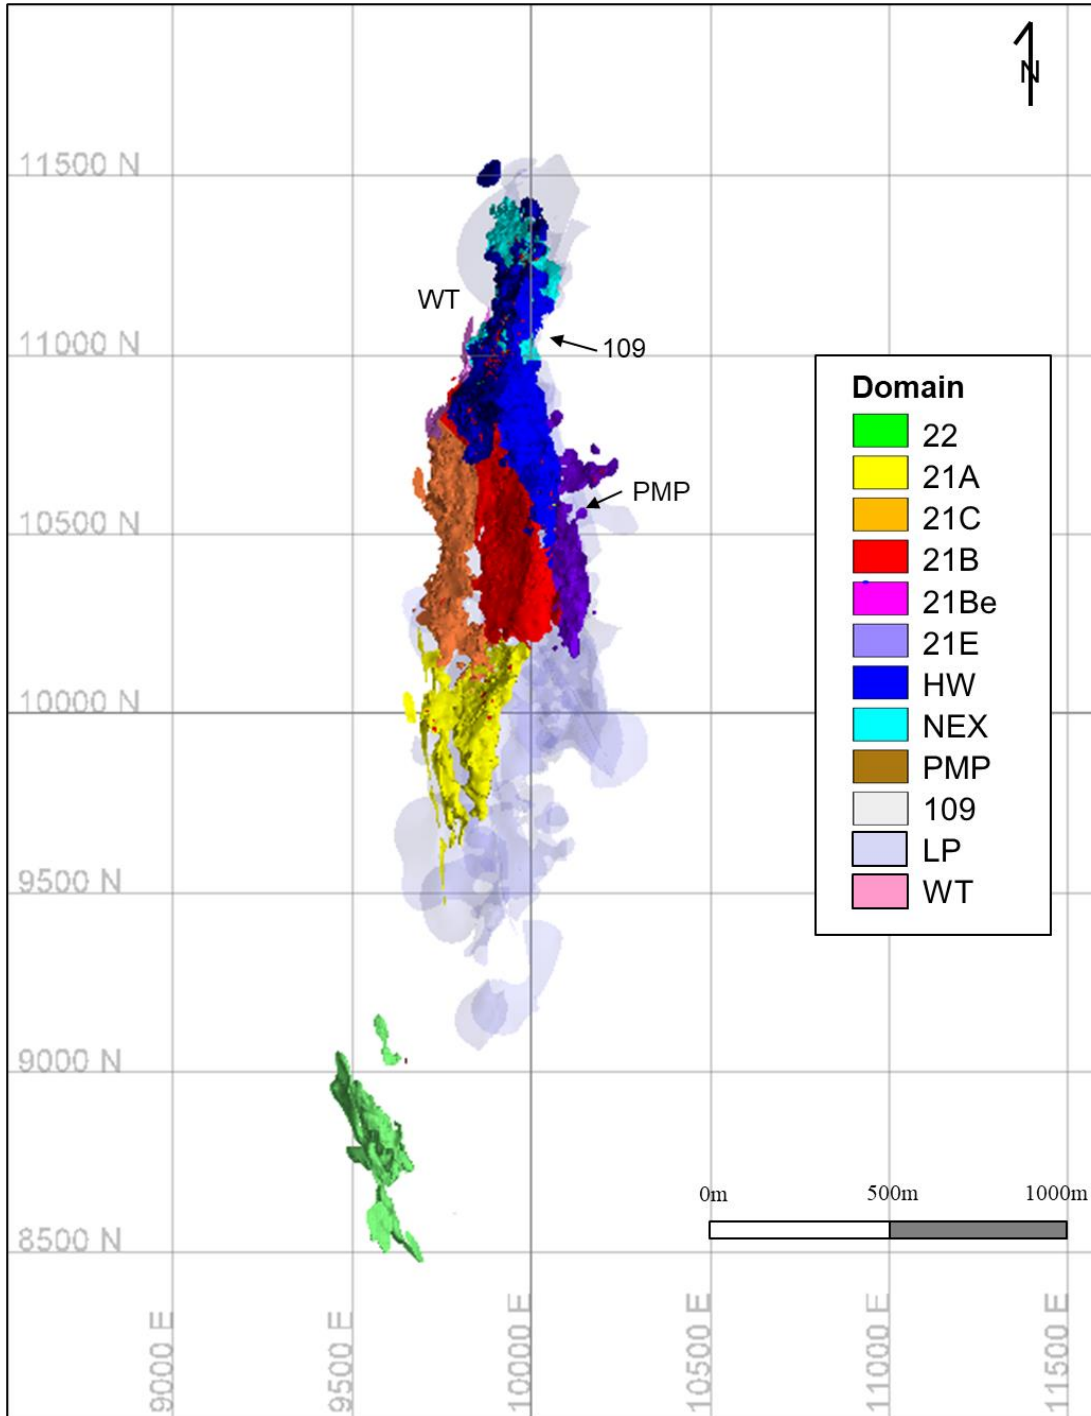 N
11500 N
WT
11000 N
109
Domain
22
21A
21C
21B
21Be
21E
HW
NEX
PMP
109
LP
WT
10500 N
PMP
10000 N
9500 N
9000 N
8500 N
0m 500m 1000m
9000 E
9500 E
10000 E
10500 E
11000 E
11500 E